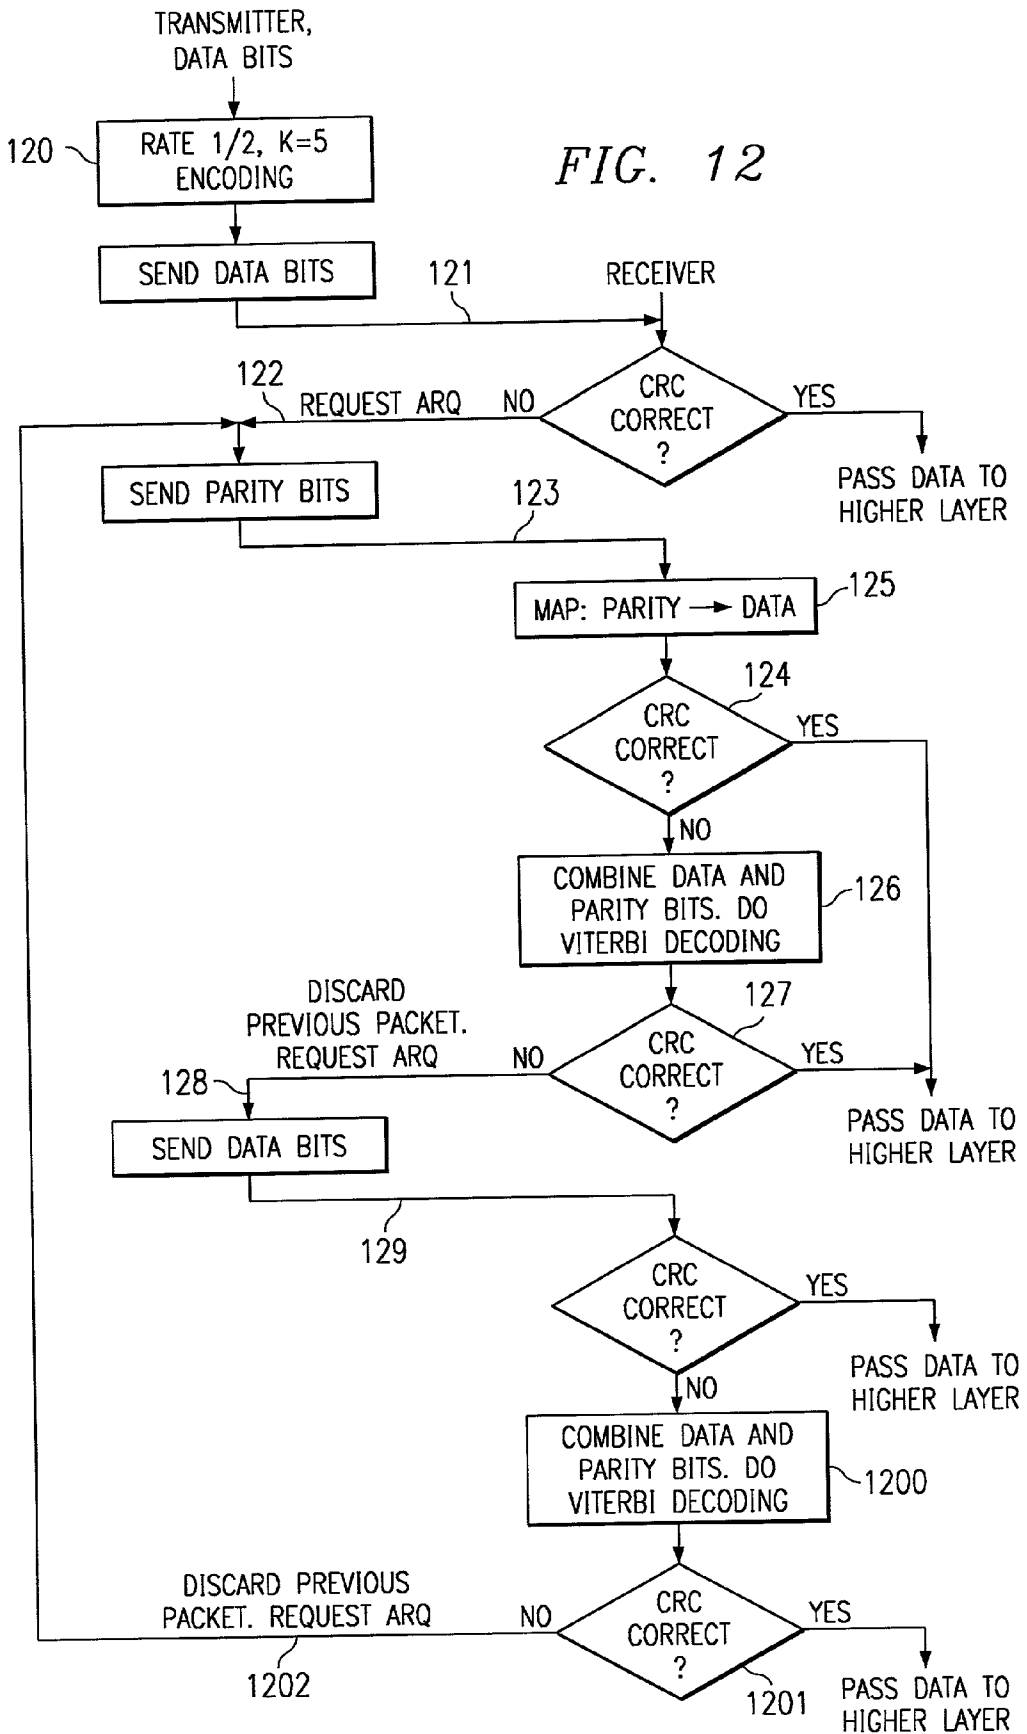 TRANSMITTER,
DATA BITS
120
RATE 1/2, K=5
ENCODING
FIG. 12
SEND DATA BITS
121
RECEIVER
122
REQUEST ARQ
NO
CRC
CORRECT
?
YES
PASS DATA TO
HIGHER LAYER
SEND PARITY BITS
123
MAP: PARITY → DATA
125
124
CRC
CORRECT
?
YES
NO
COMBINE DATA AND
PARITY BITS. DO
VITERBI DECODING
126
DISCARD
PREVIOUS PACKET.
REQUEST ARQ
NO
127
CRC
CORRECT
?
YES
128
PASS DATA TO
HIGHER LAYER
SEND DATA BITS
129
CRC
CORRECT
?
YES
PASS DATA TO
HIGHER LAYER
NO
COMBINE DATA AND
PARITY BITS. DO
VITERBI DECODING
1200
DISCARD PREVIOUS
PACKET. REQUEST ARQ
NO
CRC
CORRECT
?
YES
1202
1201
PASS DATA TO
HIGHER LAYER